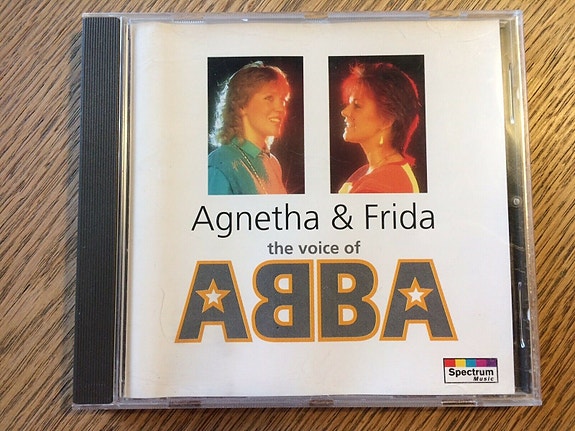 Agnetha & Frida
the voice of
ABBA
Spectrum
Music